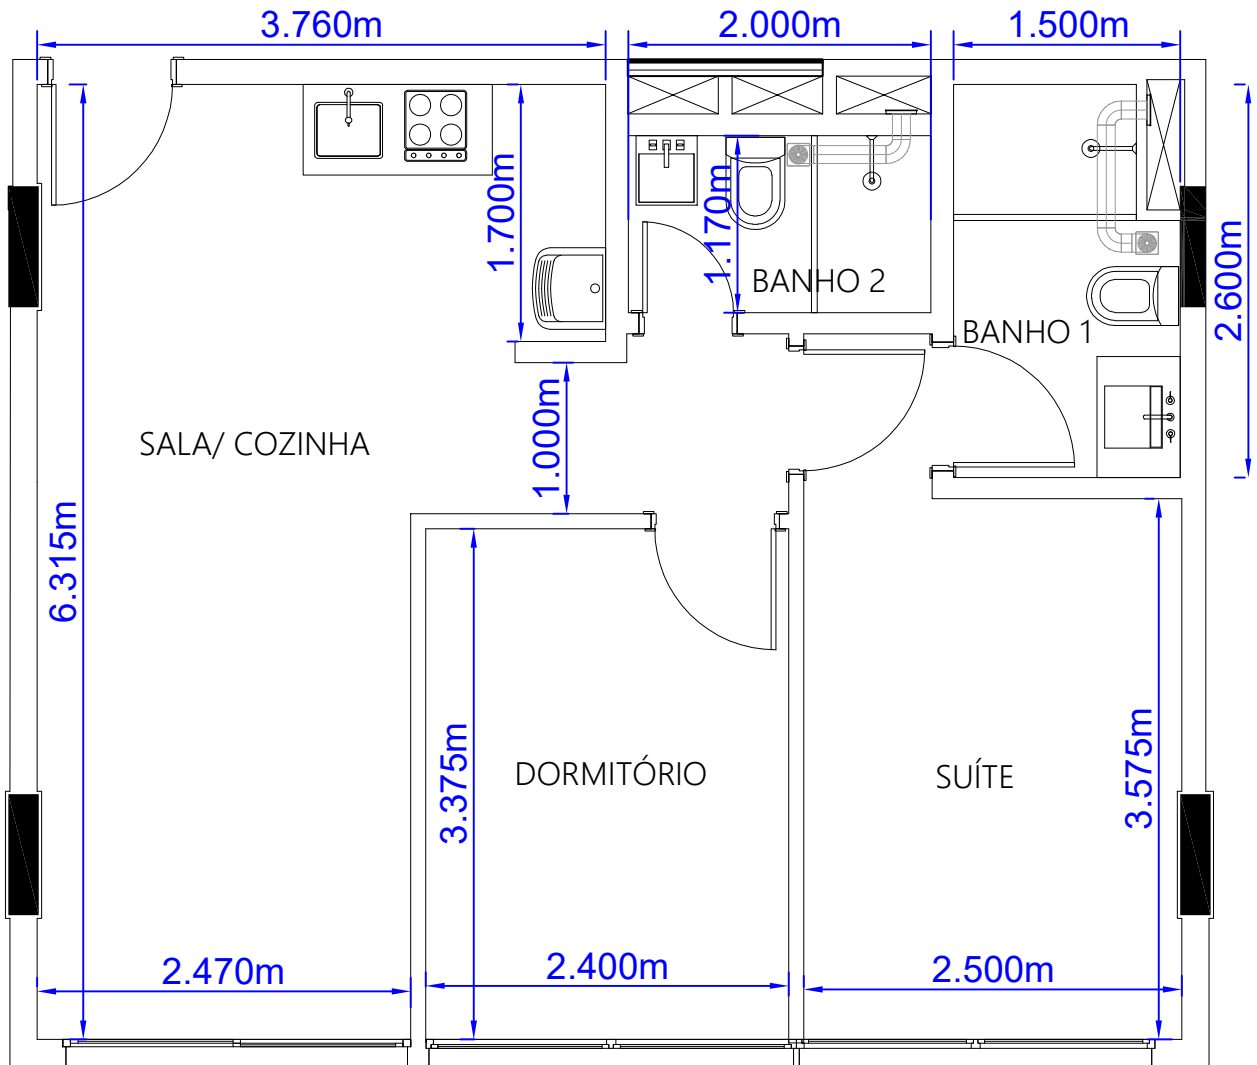 3.760m
2.000m
1.500m
1.700m
1.170m
2.600m
BANHO 2
BANHO 1
SALA/ COZINHA
1.000m
6.315m
3.375m
3.575m
DORMITÓRIO
SUÍTE
2.470m
2.400m
2.500m